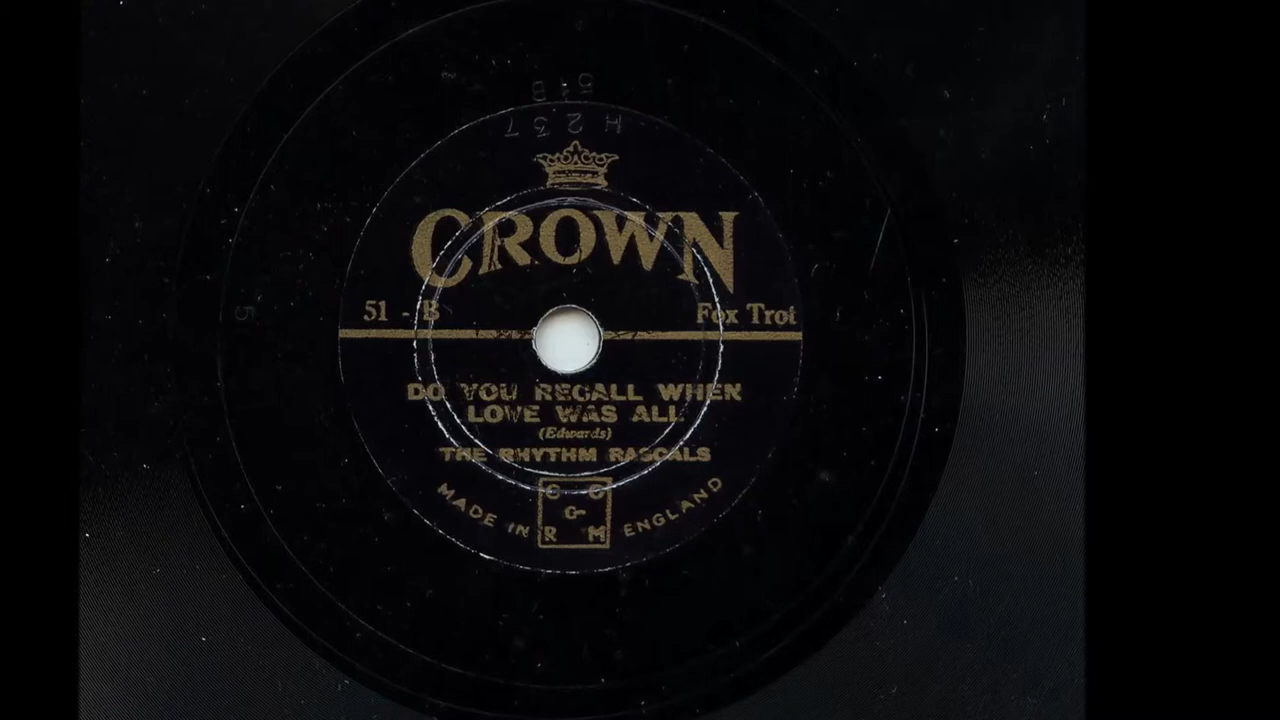 51B
H 237
CROWN
51 - B
Fox Trot
DO YOU RECALL WHEN
LOVE WAS ALL
(Edwards)
THE RHYTHM RASCALS
C C
G
R M
MADE IN ENGLAND